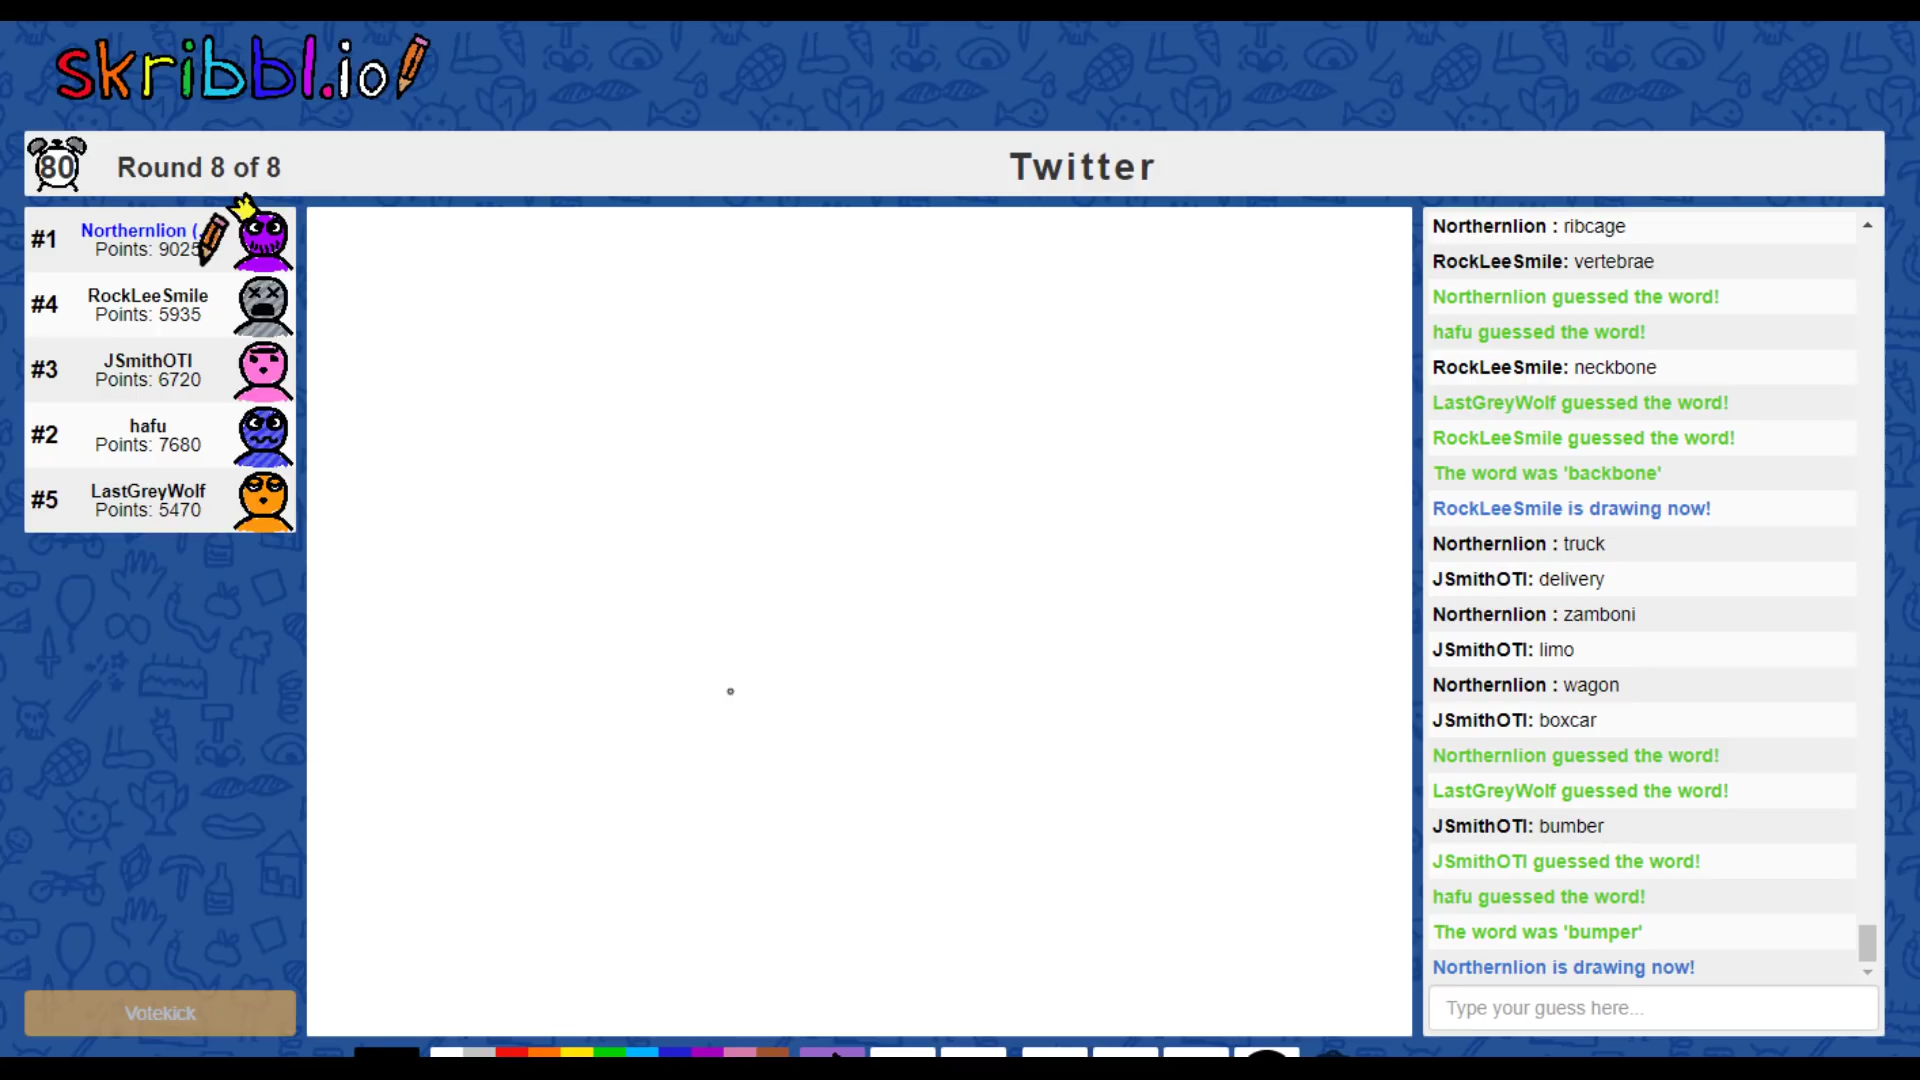 skribbl.io
80
Round 8 of 8
Twitter
#1
Northernlion (
Points: 9025
#4
RockLeeSmile
Points: 5935
#3
JSmithOTI
Points: 6720
#2
hafu
Points: 7680
#5
LastGreyWolf
Points: 5470
Votekick
Northernlion : ribcage
RockLeeSmile: vertebrae
Northernlion guessed the word!
hafu guessed the word!
RockLeeSmile: neckbone
LastGreyWolf guessed the word!
RockLeeSmile guessed the word!
The word was 'backbone'
RockLeeSmile is drawing now!
Northernlion : truck
JSmithOTI: delivery
Northernlion : zamboni
JSmithOTI: limo
Northernlion : wagon
JSmithOTI: boxcar
Northernlion guessed the word!
LastGreyWolf guessed the word!
JSmithOTI: bumber
JSmithOTI guessed the word!
hafu guessed the word!
The word was 'bumper'
Northernlion is drawing now!
Type your guess here...